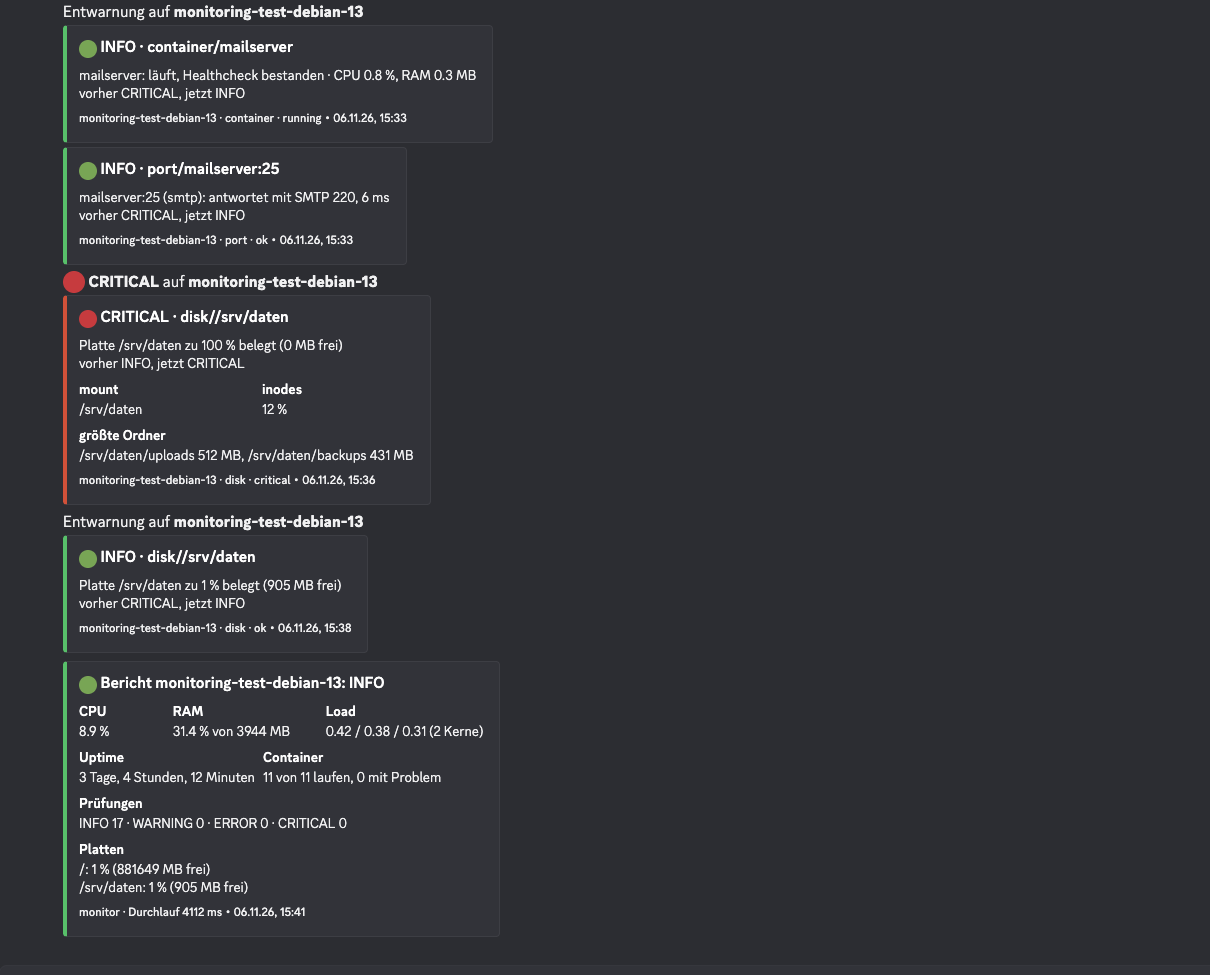 Entwarnung auf monitoring-test-debian-13
INFO · container/mailserver
mailserver: läuft, Healthcheck bestanden · CPU 0.8 %, RAM 0.3 MB
vorher CRITICAL, jetzt INFO
monitoring-test-debian-13 · container · running • 06.11.26, 15:33
INFO · port/mailserver:25
mailserver:25 (smtp): antwortet mit SMTP 220, 6 ms
vorher CRITICAL, jetzt INFO
monitoring-test-debian-13 · port · ok • 06.11.26, 15:33
CRITICAL auf monitoring-test-debian-13
CRITICAL · disk//srv/daten
Platte /srv/daten zu 100 % belegt (0 MB frei)
vorher INFO, jetzt CRITICAL
mount inodes
/srv/daten 12 %
größte Ordner
/srv/daten/uploads 512 MB, /srv/daten/backups 431 MB
monitoring-test-debian-13 · disk · critical • 06.11.26, 15:36
Entwarnung auf monitoring-test-debian-13
INFO · disk//srv/daten
Platte /srv/daten zu 1 % belegt (905 MB frei)
vorher CRITICAL, jetzt INFO
monitoring-test-debian-13 · disk · ok • 06.11.26, 15:38
Bericht monitoring-test-debian-13: INFO
CPU RAM Load
8.9 % 31.4 % von 3944 MB 0.42 / 0.38 / 0.31 (2 Kerne)
Uptime Container
3 Tage, 4 Stunden, 12 Minuten 11 von 11 laufen, 0 mit Problem
Prüfungen
INFO 17 · WARNING 0 · ERROR 0 · CRITICAL 0
Platten
/: 1 % (881649 MB frei)
/srv/daten: 1 % (905 MB frei)
monitor · Durchlauf 4112 ms • 06.11.26, 15:41